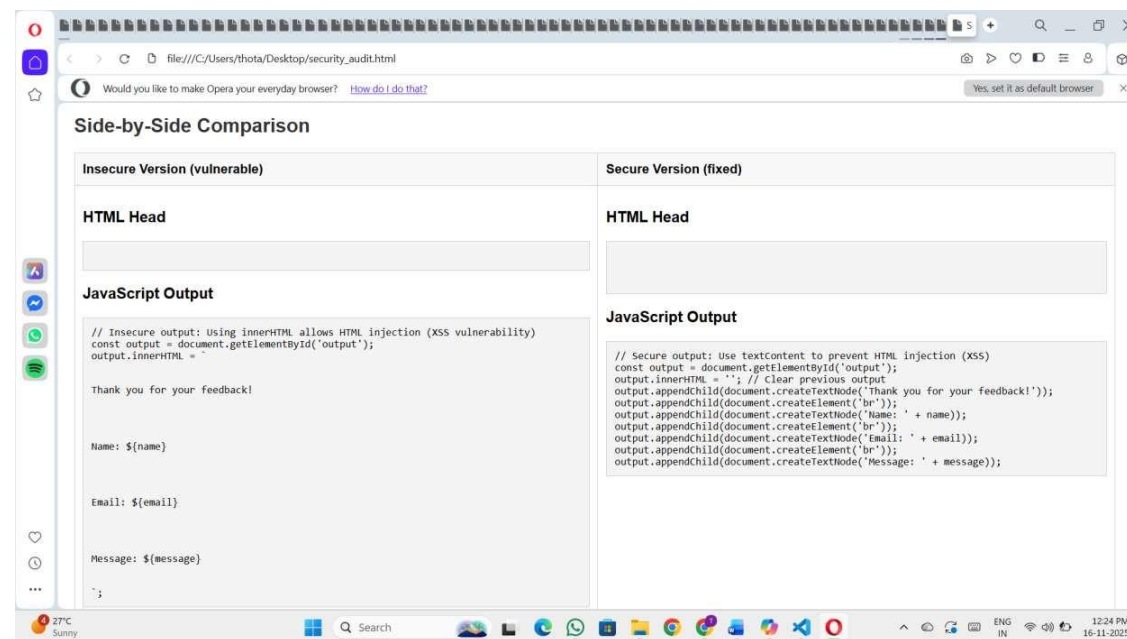 S
file:///C:/Users/thota/Desktop/security_audit.html
Would you like to make Opera your everyday browser? How do I do that?
Yes, set it as default browser
Side-by-Side Comparison
Insecure Version (vulnerable)
HTML Head
JavaScript Output
// Insecure output: Using innerHTML allows HTML injection (XSS vulnerability)
const output = document.getElementById('output');
output.innerHTML = `
Thank you for your feedback!
Name: ${name}
Email: ${email}
Message: ${message}
`;
Secure Version (fixed)
HTML Head
JavaScript Output
// Secure output: Use textContent to prevent HTML injection (XSS)
const output = document.getElementById('output');
output.innerHTML = ''; // Clear previous output
output.appendChild(document.createTextNode('Thank you for your feedback!'));
output.appendChild(document.createElement('br'));
output.appendChild(document.createTextNode('Name: ' + name));
output.appendChild(document.createElement('br'));
output.appendChild(document.createTextNode('Email: ' + email));
output.appendChild(document.createElement('br'));
output.appendChild(document.createTextNode('Message: ' + message));
4
27°C
Sunny
Search
ENG
IN
12:24 PM
16-11-2025